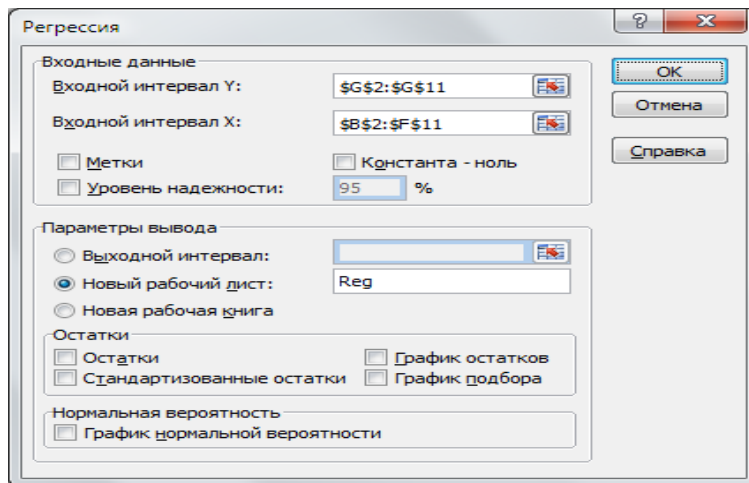 Регрессия
Входные данные
Входной интервал Y: $G$2:$G$11
Входной интервал X: $B$2:$F$11
Метки Константа - ноль
Уровень надежности: 95 %
ОК
Отмена
Справка
Параметры вывода
Выходной интервал:
Новый рабочий лист: Reg
Новая рабочая книга
Остатки
Остатки График остатков
Стандартизованные остатки График подбора
Нормальная вероятность
График нормальной вероятности